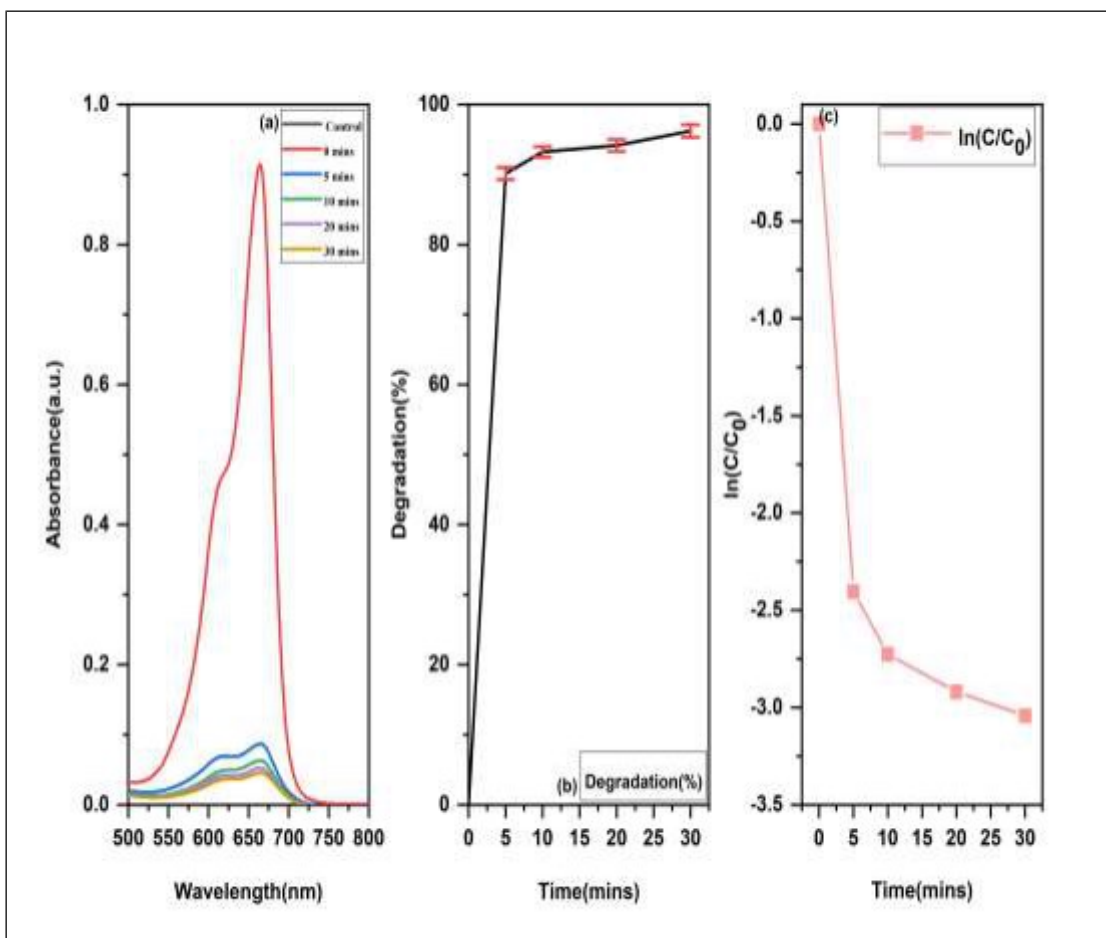 (a)
Control
0 mins
5 mins
10 mins
20 mins
30 mins
1.0
0.8
0.6
0.4
0.2
0.0
500 550 600 650 700 750 800
Absorbance(a.u.)
Wavelength(nm)
100
80
60
40
20
0
0 5 10 15 20 25 30
Degradation(%)
Time(mins)
(b) Degradation(%)
(c)
ln(C/C0)
0.0
-0.5
-1.0
-1.5
-2.0
-2.5
-3.0
-3.5
0 5 10 15 20 25 30
ln(C/C0)
Time(mins)